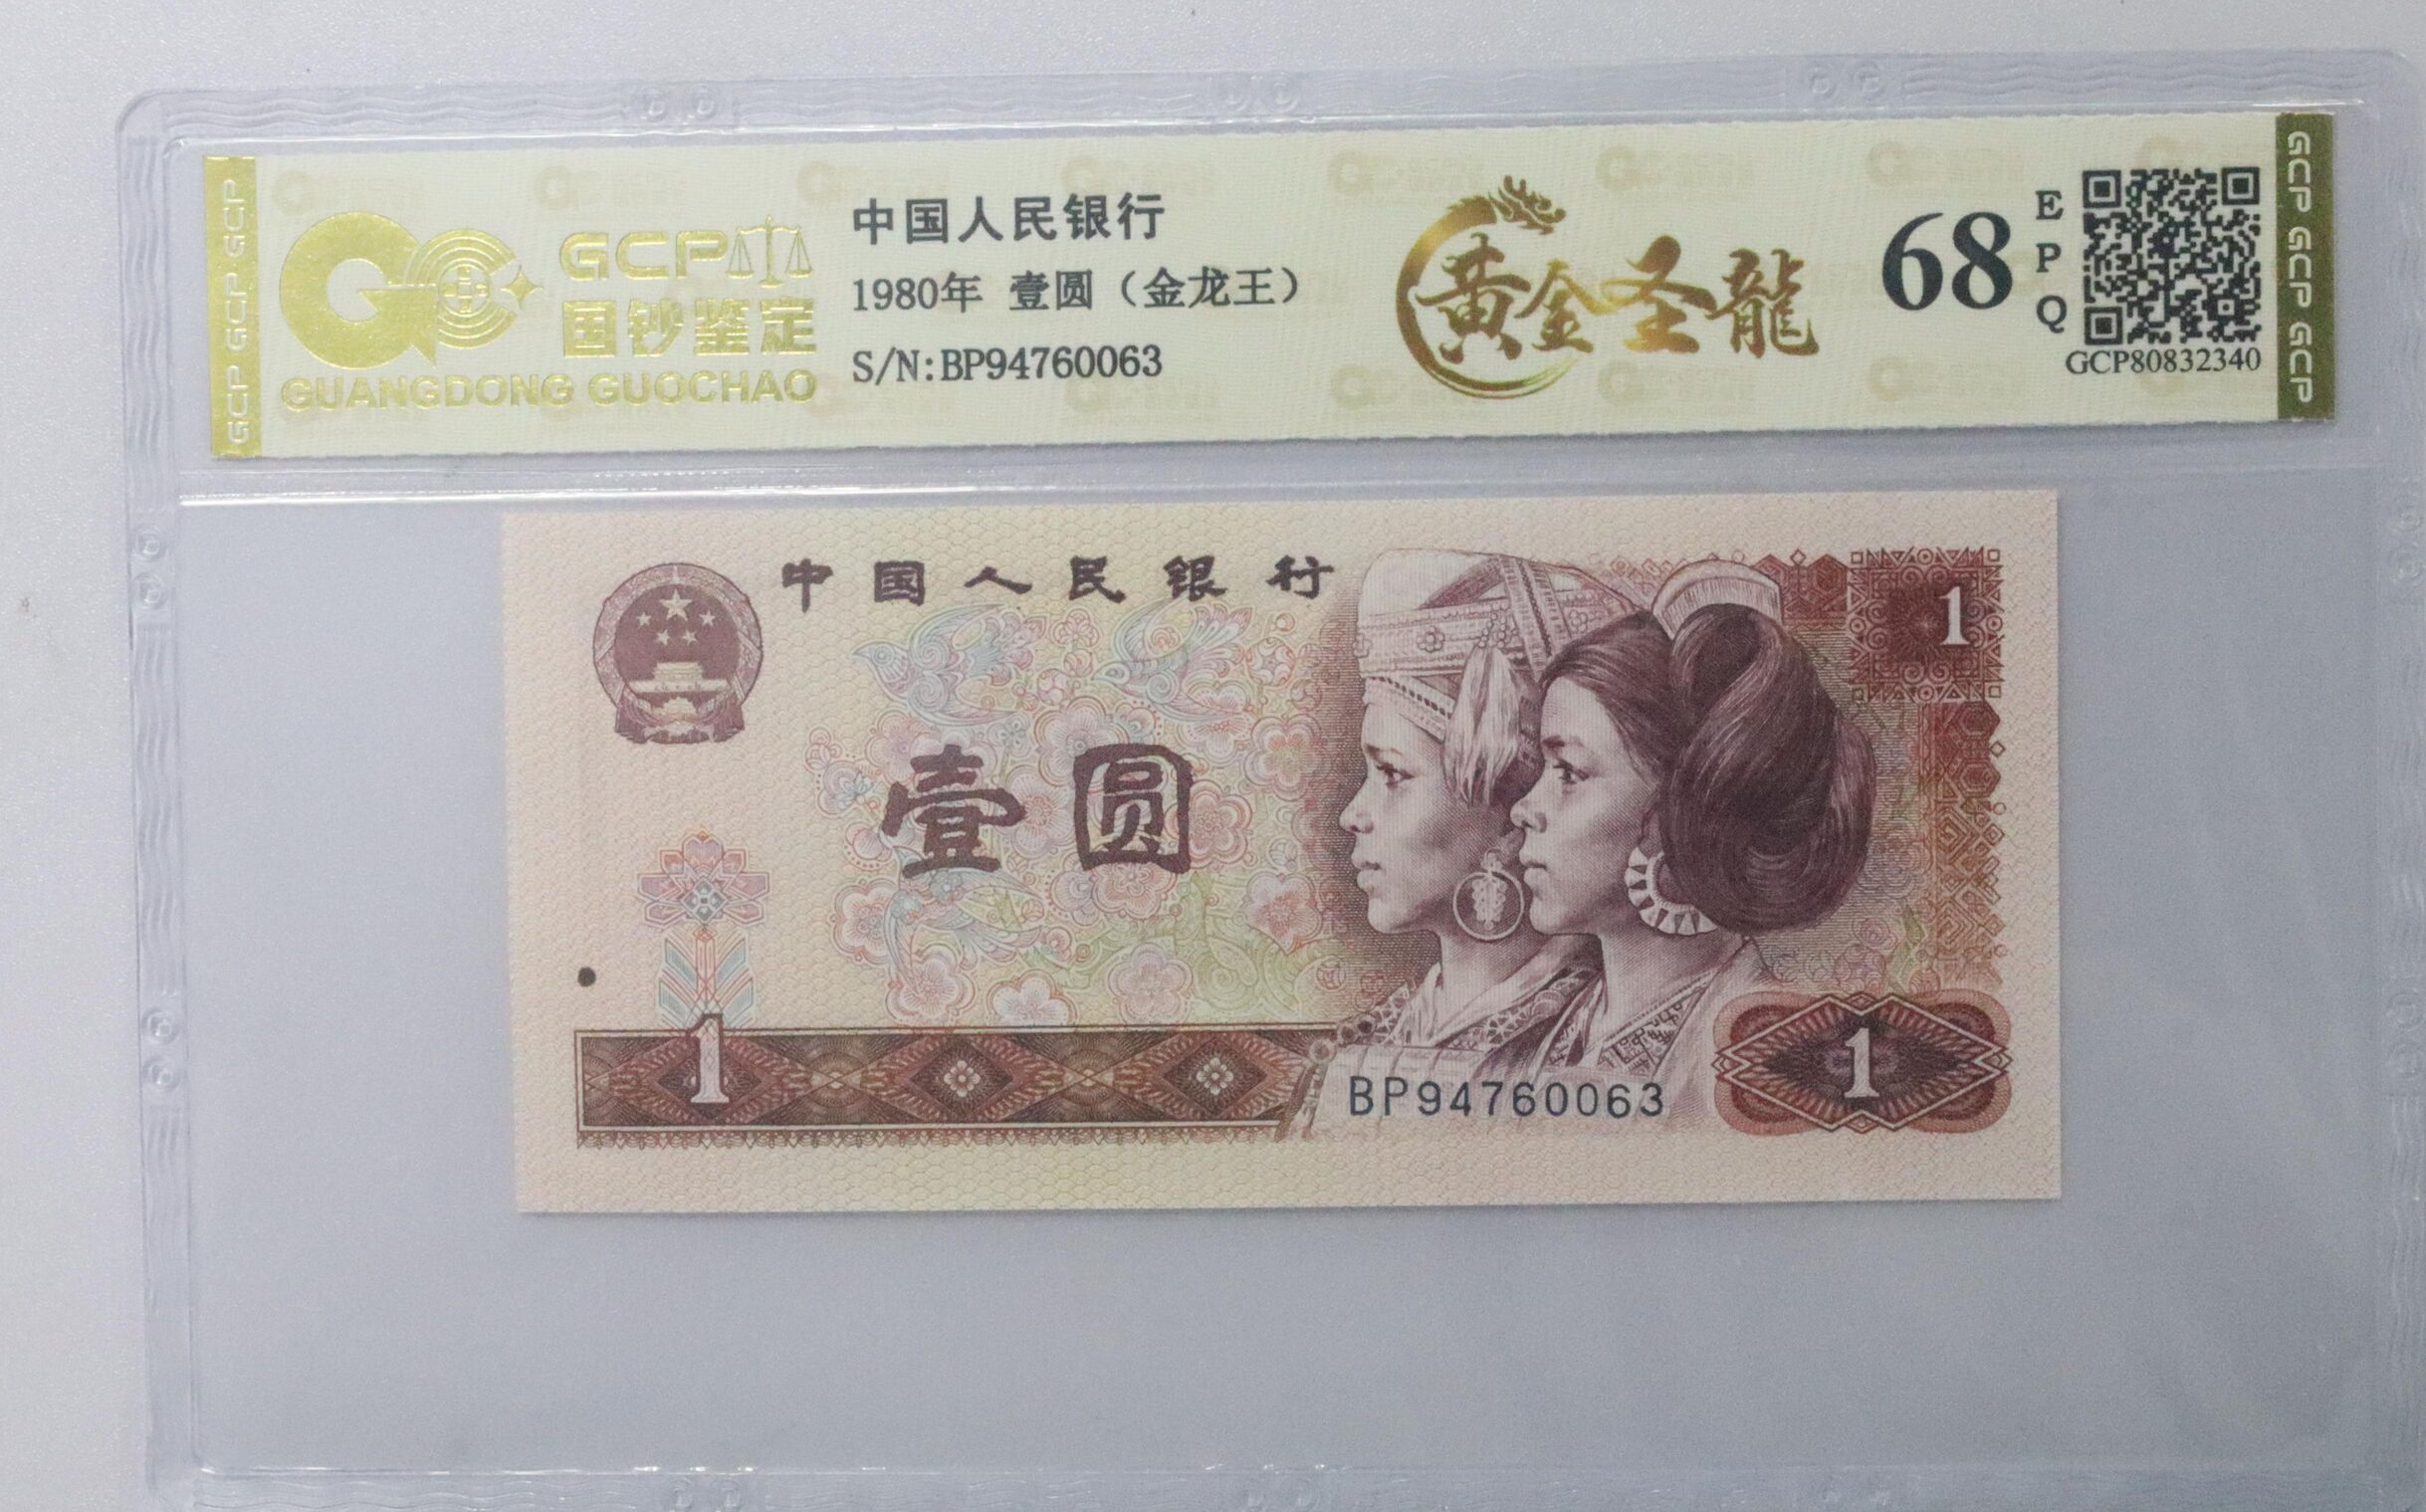 GCP GCP GCP
GCP
国钞鉴定
GUANGDONG GUOCHAO
中国人民银行
1980年 壹圆（金龙王）
S/N:BP94760063
黄金圣龍
68
E
P
Q
GCP80832340
GCP GCP GCP
中国人民银行
1
壹圆
1
BP94760063
1